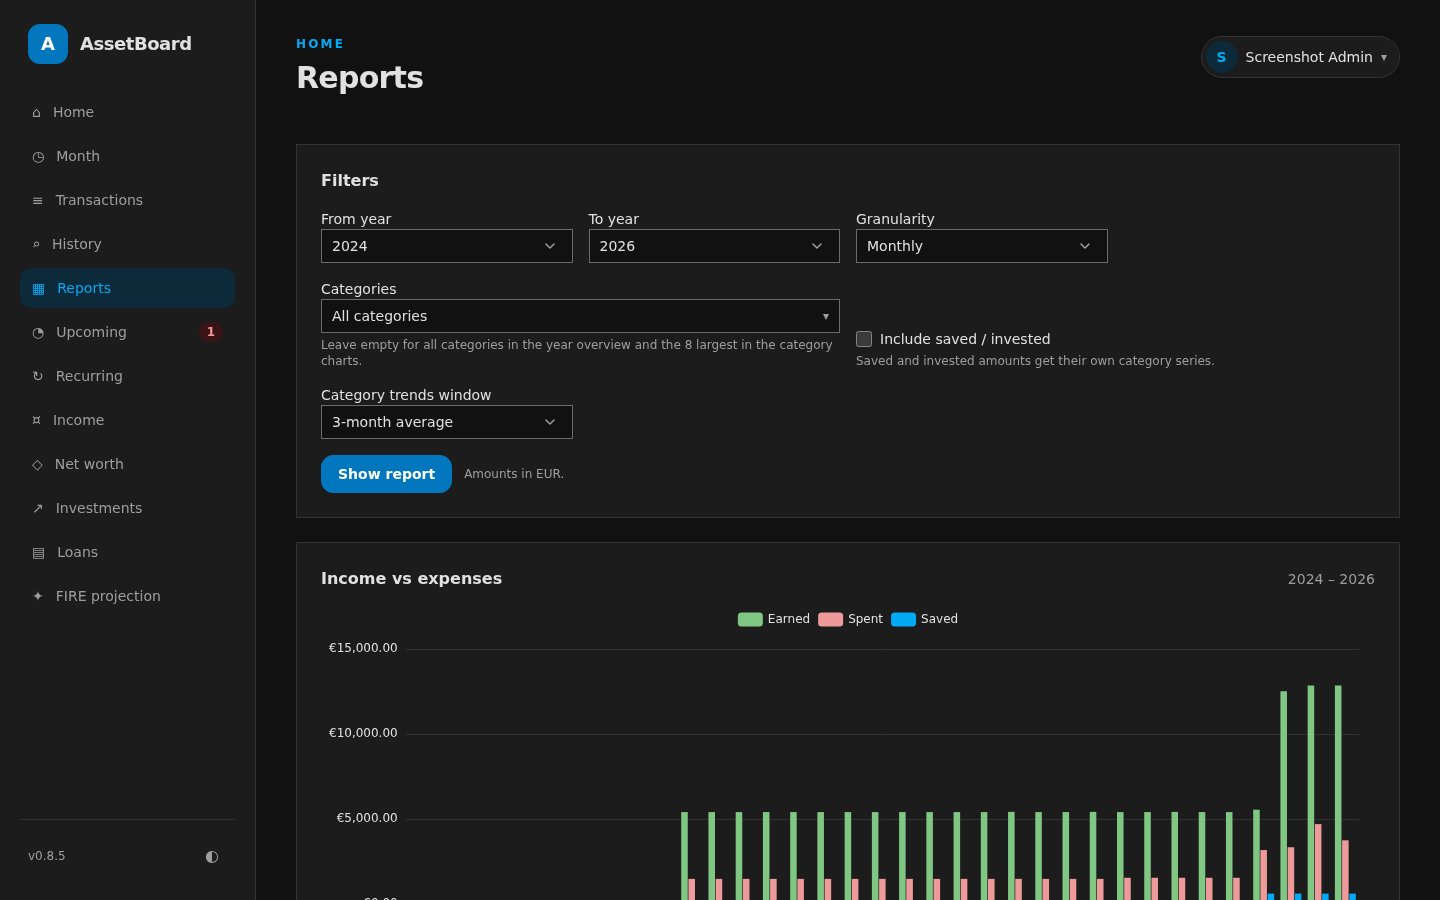 A AssetBoard
Home
Month
Transactions
History
Reports
Upcoming 1
Recurring
Income
Net worth
Investments
Loans
FIRE projection
v0.8.5
HOME
Reports
S Screenshot Admin
Filters
From year To year Granularity
2024 2026 Monthly
Categories
All categories
Include saved / invested
Leave empty for all categories in the year overview and the 8 largest in the category
charts.
Saved and invested amounts get their own category series.
Category trends window
3-month average
Show report Amounts in EUR.
Income vs expenses 2024 – 2026
Earned Spent Saved
€15,000.00
€10,000.00
€5,000.00